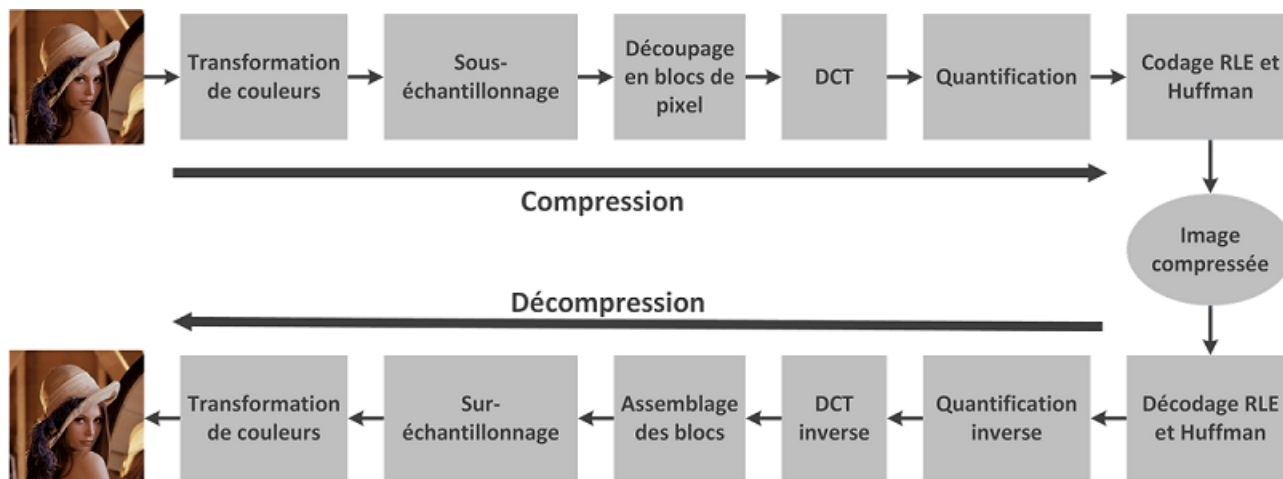 Transformation
de couleurs
Sous-
échantillonnage
Découpage
en blocs de
pixel
DCT
Quantification
Codage RLE et
Huffman
Compression
Image
compressée
Décompression
Transformation
de couleurs
Sur-
échantillonnage
Assemblage
des blocs
DCT
inverse
Quantification
inverse
Décodage RLE
et Huffman